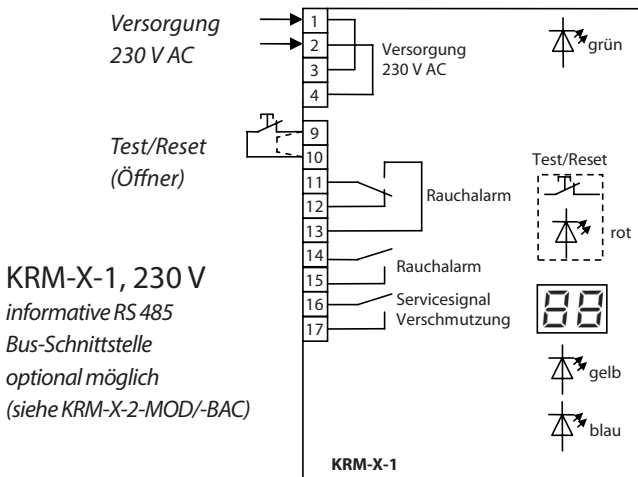 Versorgung
230 V AC
1
2
3
4
Versorgung
230 V AC
grün
Test/Reset
(Öffner)
9
10
11
12
13
14
15
16
17
Rauchalarm
Rauchalarm
Servicesignal
Verschmutzung
Test/Reset
rot
88
gelb
blau
KRM-X-1, 230 V
informative RS 485
Bus-Schnittstelle
optional möglich
(siehe KRM-X-2-MOD/-BAC)
KRM-X-1